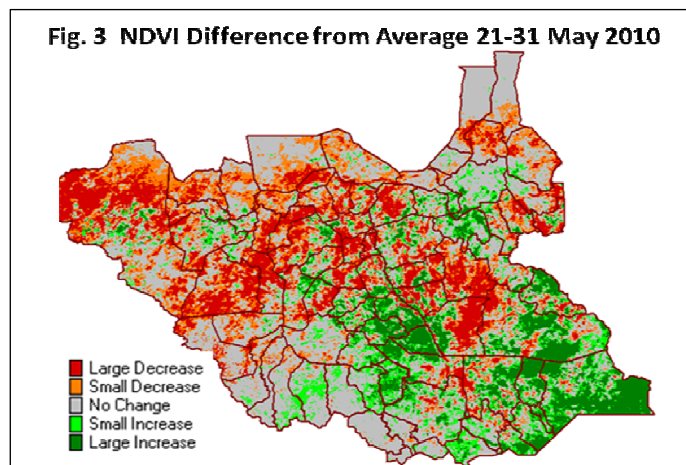 Fig. 3 NDVI Difference from Average 21-31 May 2010
Large Decrease
Small Decrease
No Change
Small Increase
Large Increase